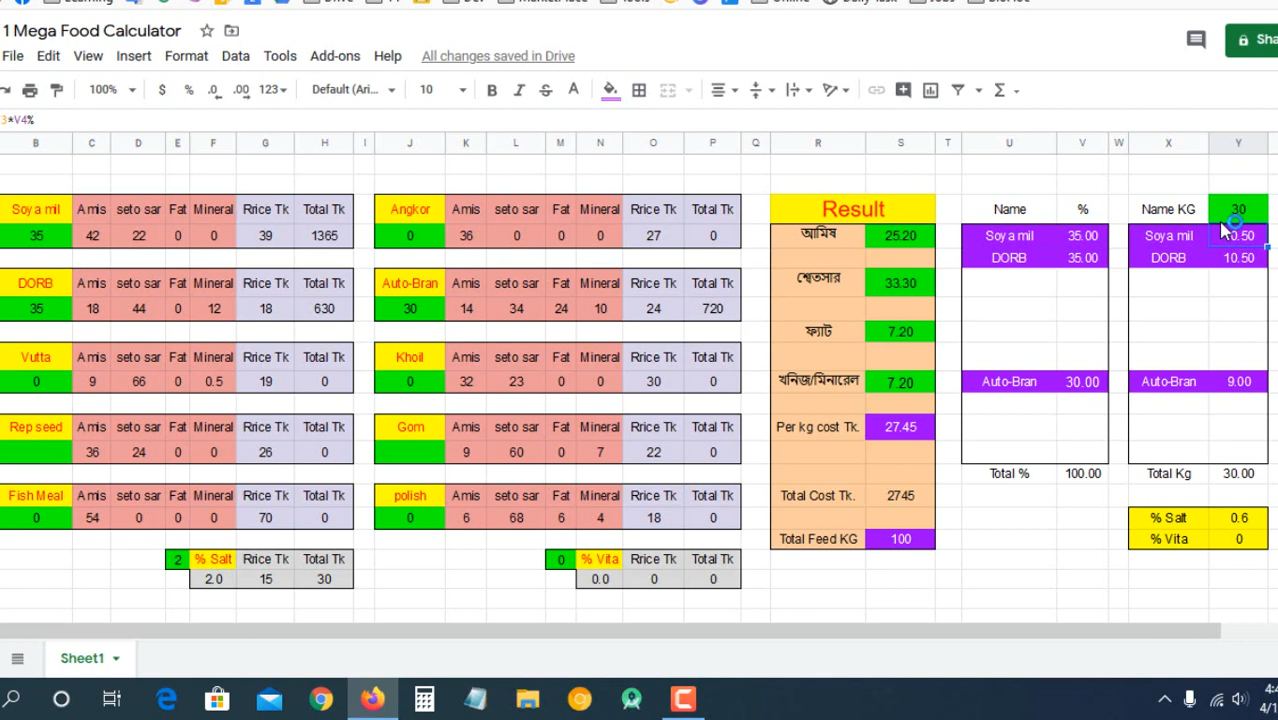 1 Mega Food Calculator
File Edit View Insert Format Data Tools Add-ons Help All changes saved in Drive
100% $ % .0 .00 123 Default (Ari... 10 B I S A
3*V4%
B C D E F G H I J K L M N O P Q R S T U V W X Y
Soya mil Amis seto sar Fat Mineral Rrice Tk Total Tk Angkor Amis seto sar Fat Mineral Rrice Tk Total Tk Result Name % Name KG 30
35 42 22 0 0 39 1365 0 36 0 0 0 27 0 আমিষ 25.20 Soya mil 35.00 Soya mil 10.50
DORB 35.00 DORB 10.50
DORB Amis seto sar Fat Mineral Rrice Tk Total Tk Auto-Bran Amis seto sar Fat Mineral Rrice Tk Total Tk শ্বেতসার 33.30
35 18 44 0 12 18 630 30 14 34 24 10 24 720
ফ্যাট 7.20
Vutta Amis seto sar Fat Mineral Rrice Tk Total Tk Khoil Amis seto sar Fat Mineral Rrice Tk Total Tk
0 9 66 0 0.5 19 0 0 32 23 0 0 30 0 খনিজ/মিনারেল 7.20 Auto-Bran 30.00 Auto-Bran 9.00
Rep seed Amis seto sar Fat Mineral Rrice Tk Total Tk Gom Amis seto sar Fat Mineral Rrice Tk Total Tk Per kg cost Tk. 27.45
36 24 0 0 26 0 0 9 60 0 7 22 0
Total % 100.00 Total Kg 30.00
Fish Meal Amis seto sar Fat Mineral Rrice Tk Total Tk polish Amis seto sar Fat Mineral Rrice Tk Total Tk Total Cost Tk. 2745
0 54 0 0 0 70 0 0 6 68 6 4 18 0 % Salt 0.6
Total Feed KG 100 % Vita 0
2 % Salt Rrice Tk Total Tk 0 % Vita Rrice Tk Total Tk
2.0 15 30 0.0 0 0
Sheet1